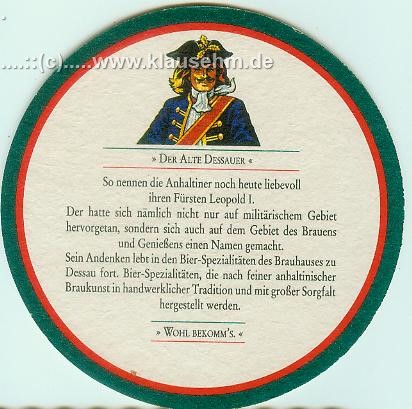 ....::(c).....www.klausehm.de
» DER ALTE DESSAUER «
So nennen die Anhaltiner noch heute liebevoll
ihren Fürsten Leopold I.
Der hatte sich nämlich nicht nur auf militärischem Gebiet
hervorgetan, sondern sich auch auf dem Gebiet des Brauens
und Genießens einen Namen gemacht.
Sein Andenken lebt in den Bier-Spezialitäten des Brauhauses zu
Dessau fort. Bier-Spezialitäten, die nach feiner anhaltinischer
Braukunst in handwerklicher Tradition und mit großer Sorgfalt
hergestellt werden.
» WOHL BEKOMM'S. «